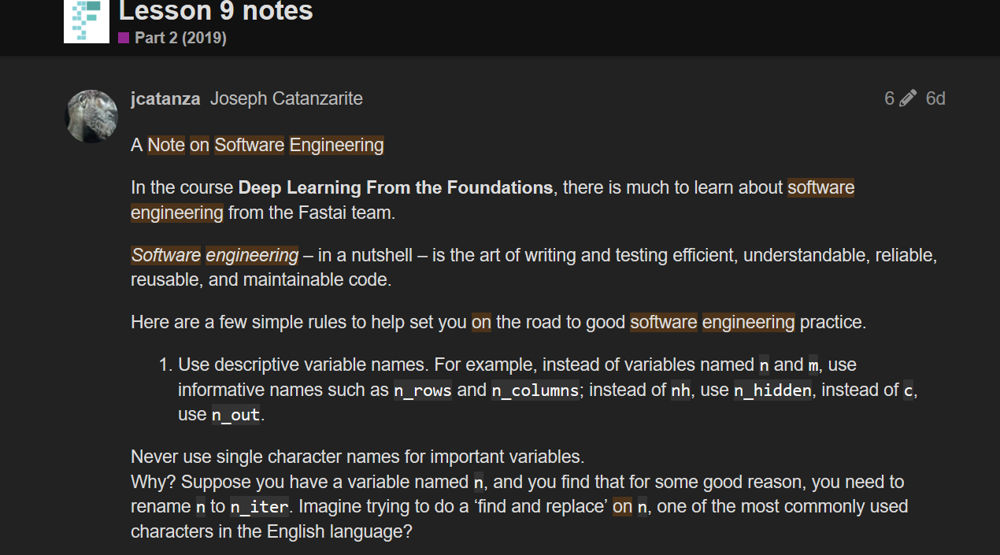 Lesson 9 notes
Part 2 (2019)
jcatanza Joseph Catanzarite 6 6d
A Note on Software Engineering
In the course Deep Learning From the Foundations, there is much to learn about software
engineering from the Fastai team.
Software engineering – in a nutshell – is the art of writing and testing efficient, understandable, reliable,
reusable, and maintainable code.
Here are a few simple rules to help set you on the road to good software engineering practice.
1. Use descriptive variable names. For example, instead of variables named n and m, use
informative names such as n_rows and n_columns; instead of nh, use n_hidden, instead of c,
use n_out.
Never use single character names for important variables.
Why? Suppose you have a variable named n, and you find that for some good reason, you need to
rename n to n_iter. Imagine trying to do a ‘find and replace’ on n, one of the most commonly used
characters in the English language?